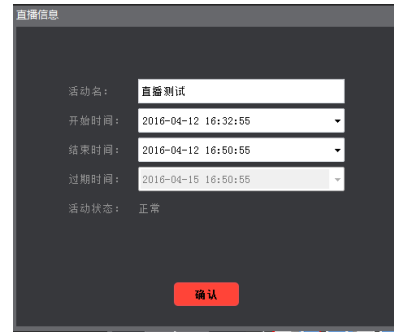 直播信息
活动名： 直播测试
开始时间： 2016-04-12 16:32:55
结束时间： 2016-04-12 16:50:55
过期时间： 2016-04-15 16:50:55
活动状态： 正常
确认